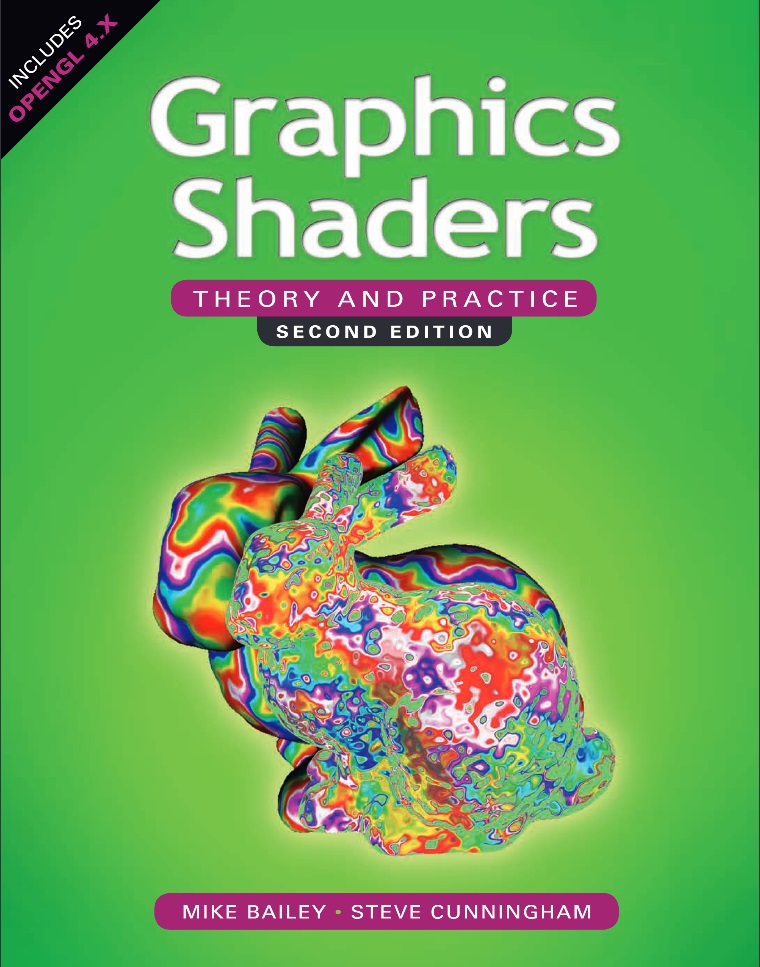 INCLUDES
OPENGL 4.X
Graphics
Shaders
THEORY AND PRACTICE
SECOND EDITION
MIKE BAILEY • STEVE CUNNINGHAM